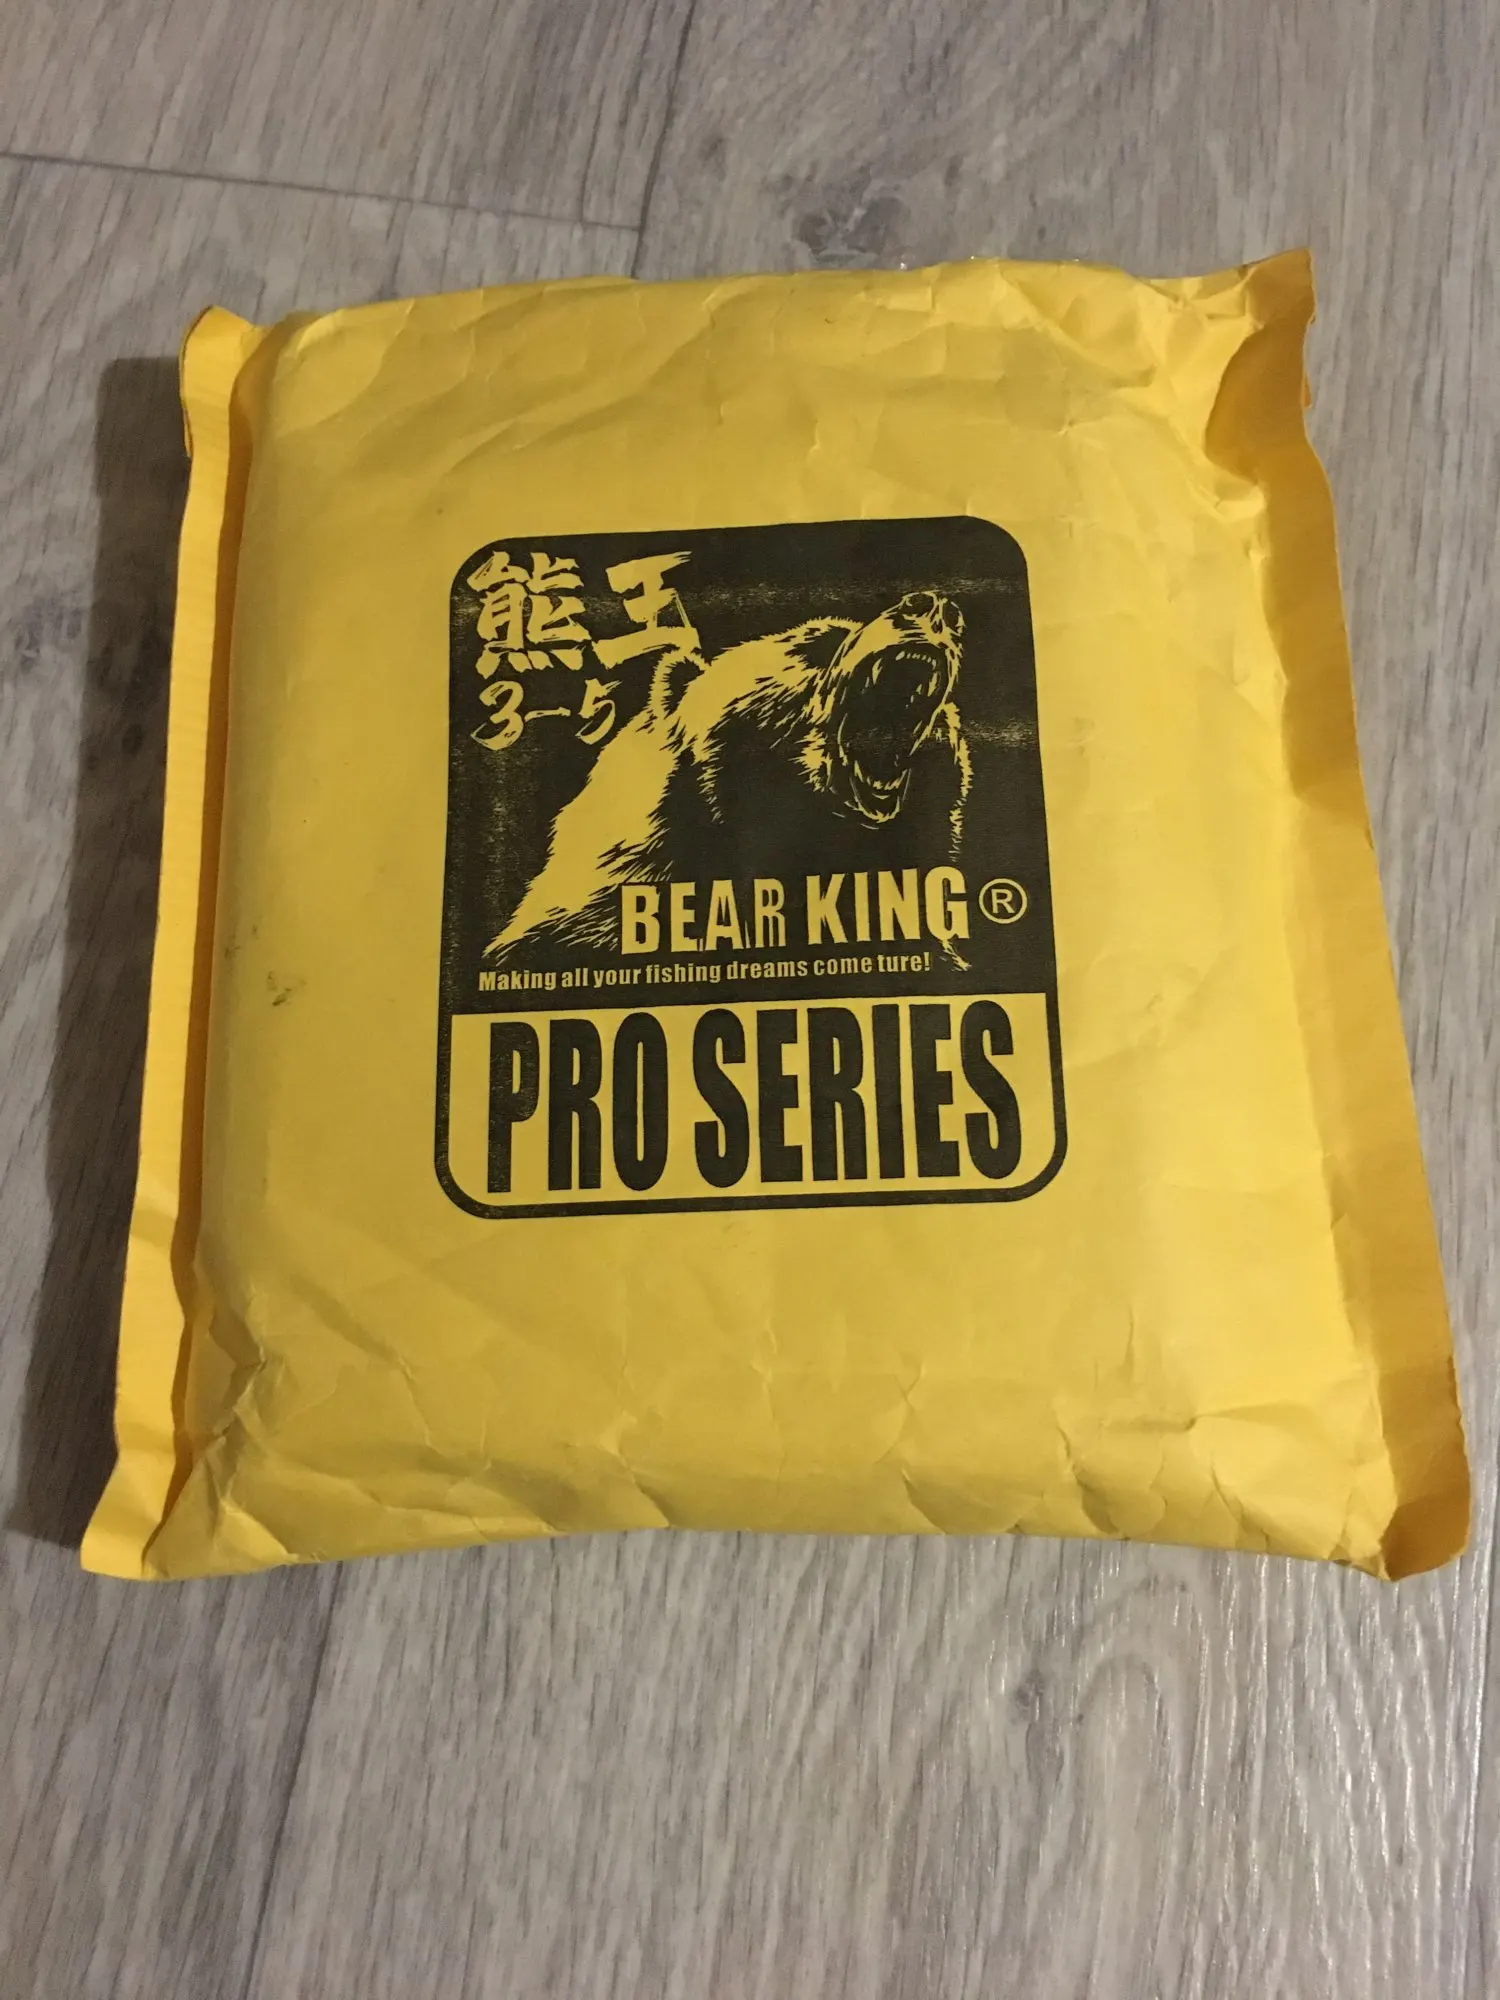 熊王
3-5
BEAR KING®
Making all your fishing dreams come ture!
PRO SERIES